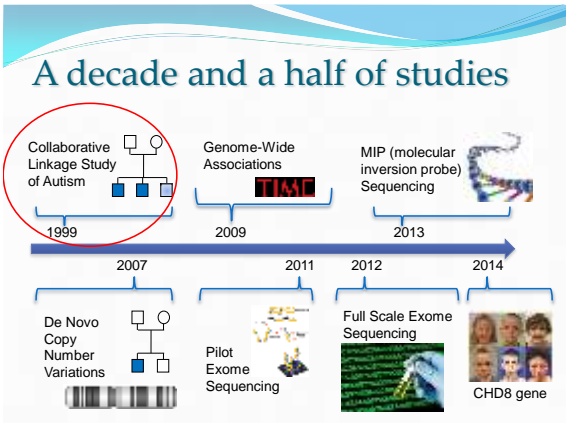 A decade and a half of studies
Collaborative
Linkage Study
of Autism
Genome-Wide
Associations
MIP (molecular
inversion probe)
Sequencing
1999
2009
2013
2007
2011
2012
2014
De Novo
Copy
Number
Variations
Pilot
Exome
Sequencing
Full Scale Exome
Sequencing
CHD8 gene